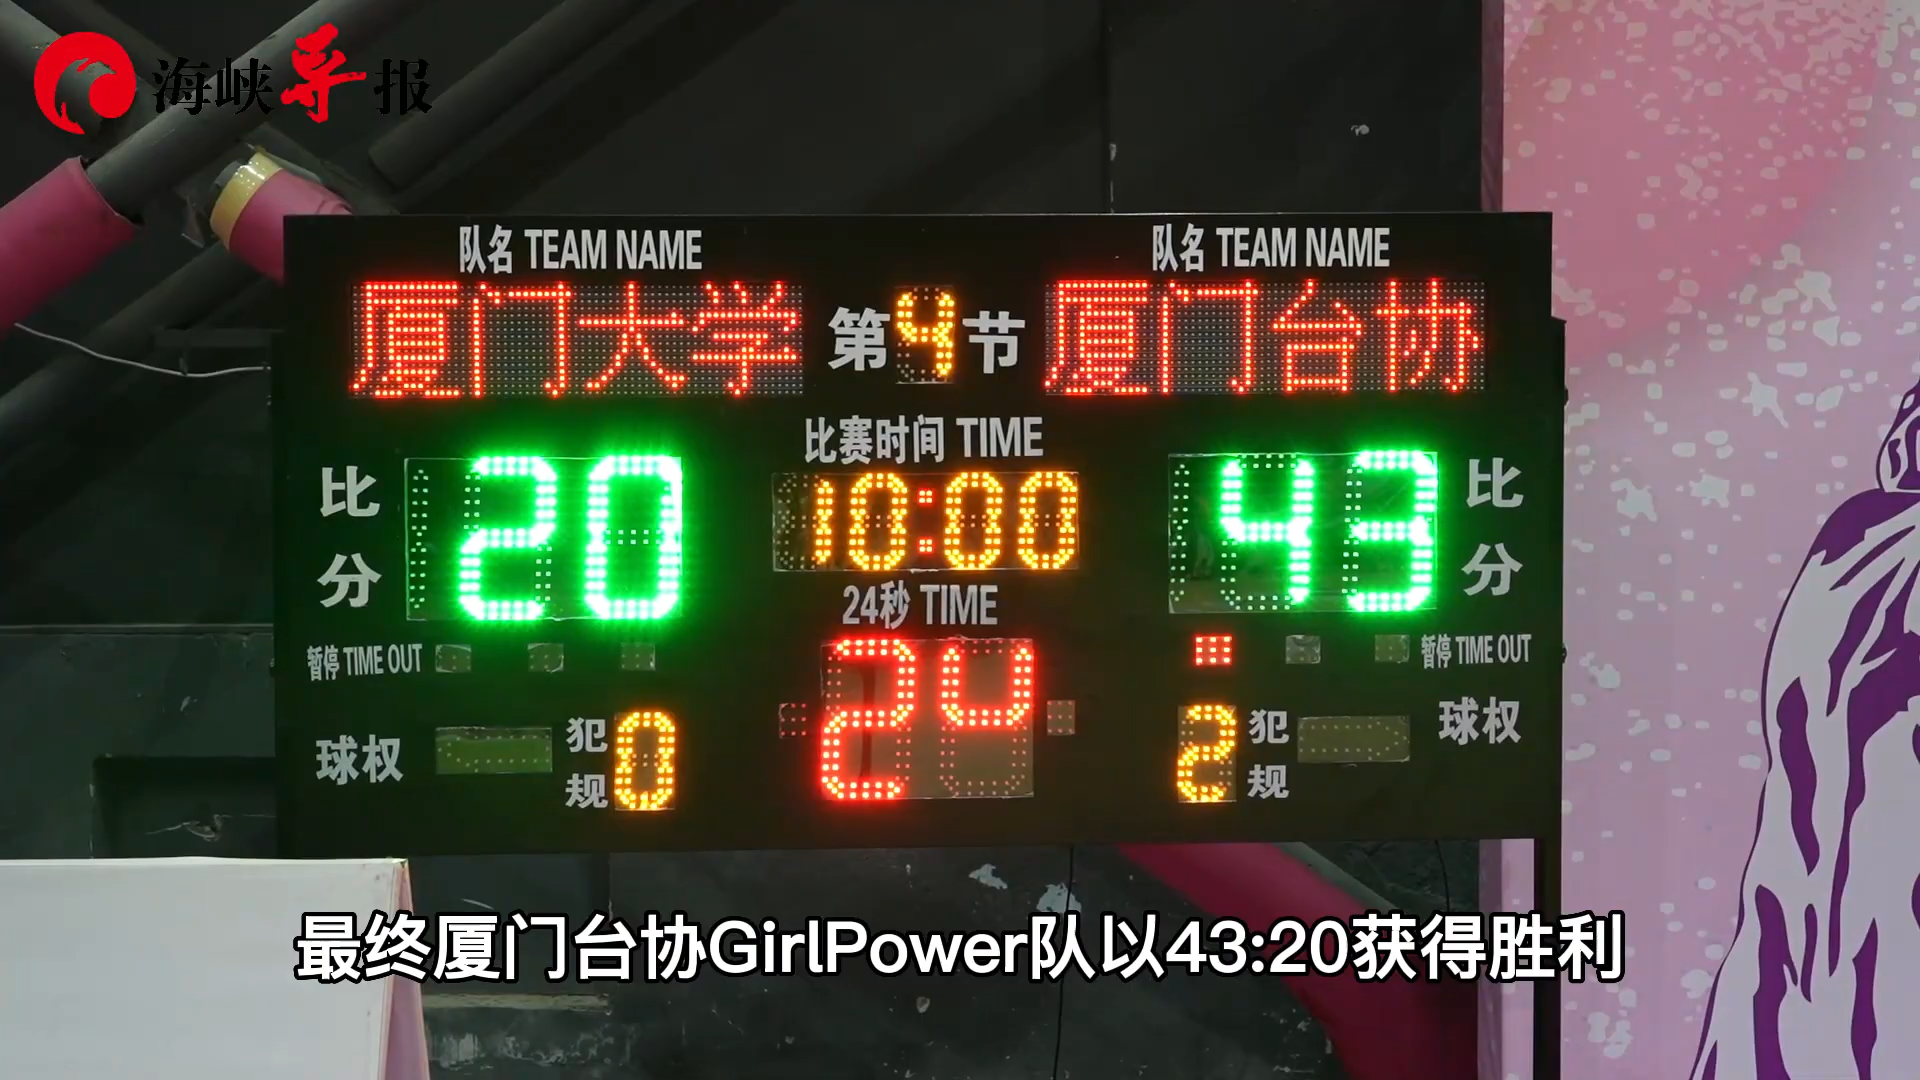 海峡导报
队名 TEAM NAME
队名 TEAM NAME
厦门大学
第4节
厦门台协
比赛时间 TIME
比分
20
10:00
43
比分
24秒 TIME
暂停 TIME OUT
暂停 TIME OUT
24
球权
犯规
0
2
犯规
球权
最终厦门台协GirlPower队以43:20获得胜利